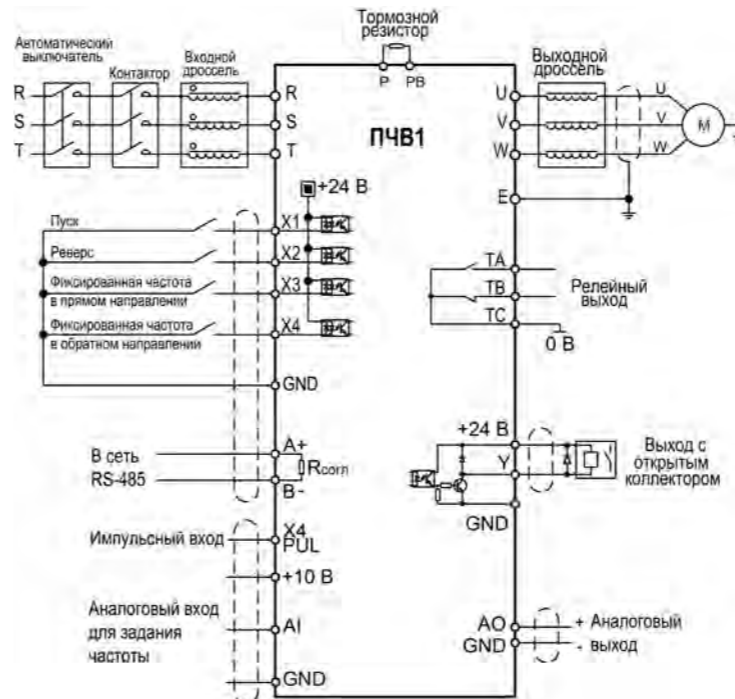 Тормозной
резистор
P PB
Автоматический
выключатель
Контактор
Входной
дроссель
Выходной
дроссель
R
S
T
R
S
T
ПЧВ1
U
V
W
U
V
W
M
E
+24 В
Пуск
X1
Реверс
X2
Фиксированная частота
в прямом направлении
X3
Фиксированная частота
в обратном направлении
X4
GND
TA
TB
TC
Релейный
выход
0 В
В сеть
RS-485
A+
Rсогл
B-
+24 В
Y
GND
Выход с
открытым
коллектором
Импульсный вход
X4
PUL
+10 В
Аналоговый вход
для задания
частоты
AI
GND
AO
GND
+ Аналоговый
- выход